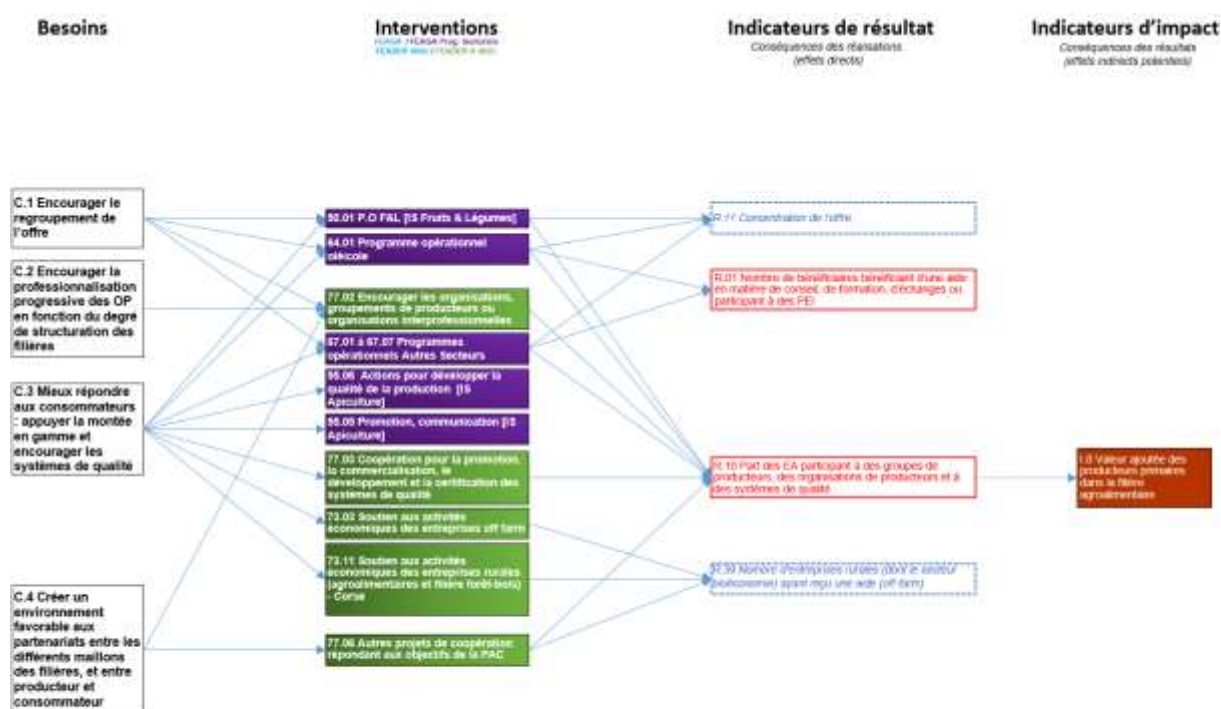 Besoins
Interventions
Indicateurs de résultat
Conséquences des réalisations
(effets directs)
Indicateurs d'impact
Conséquences des résultats
(effets indirects potentiels)
C.1 Encourager le
regroupement de
l'offre
C.2 Encourager la
professionnalisation
progressive des OP
en fonction du degré
de structuration des
filières
C.3 Mieux répondre
aux consommateurs
: appuyer la montée
en gamme et
encourager les
systèmes de qualité
C.4 Créer un
environnement
favorable aux
partenariats entre les
différents maillons
des filières, et entre
producteur et
consommateur
50.01 P.O F&L [IS Fruits & Légumes]
64.01 Programme opérationnel
oléicole
77.02 Encourager les organisations,
groupements de producteurs ou
organisations interprofessionnelles
67.01 à 67.07 Programmes
opérationnels Autres Secteurs
55.06 Actions pour développer la
qualité de la production [IS
Apiculture]
55.05 Promotion, communication [IS
Apiculture]
77.03 Coopération pour la promotion,
la commercialisation, le
développement et la certification des
systèmes de qualité
73.03 Soutien aux activités
économiques des entreprises off farm
73.11 Soutien aux activités
économiques des entreprises rurales
(agroalimentaires et filière forêt-bois)
- Corse
77.06 Autres projets de coopération
répondant aux objectifs de la PAC
R.11 Concentration de l'offre
R.01 Nombre de bénéficiaires bénéficiant d'une aide
en matière de conseil, de formation, d'échanges ou
participant à des PEI
R.10 Part des EA participant à des groupes de
producteurs, des organisations de producteurs et à
des systèmes de qualité
R.39 Nombre d'entreprises rurales (dont le secteur
bioéconomie) ayant reçu une aide (off farm)
Valeur ajoutée des
producteurs primaires
dans la filière
agroalimentaire